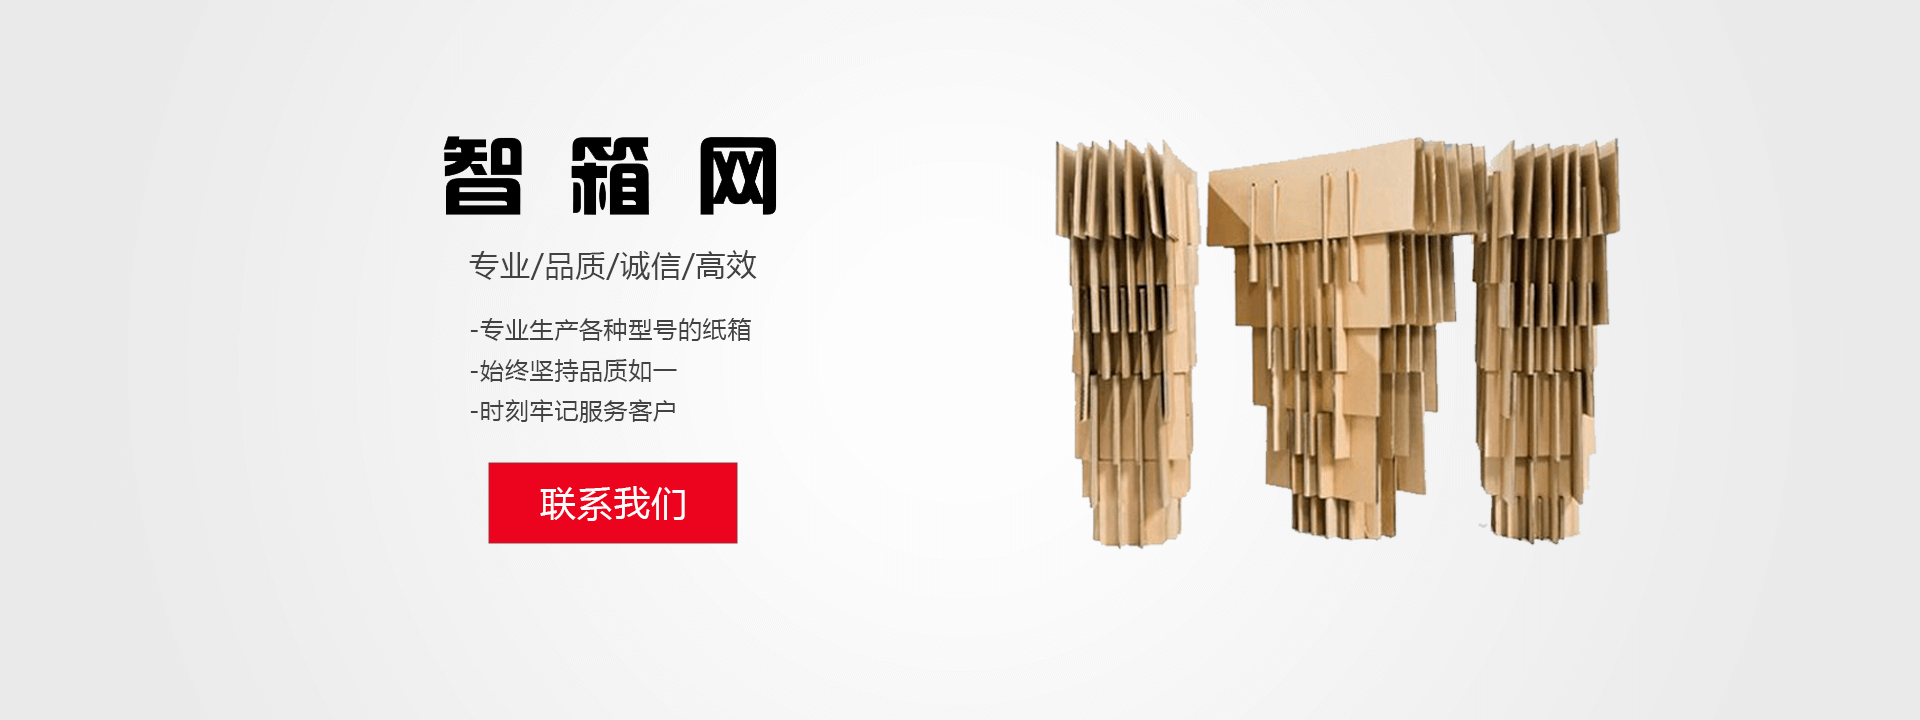 智箱网
专业/品质/诚信/高效
-专业生产各种型号的纸箱
-始终坚持品质如一
-时刻牢记服务客户
联系我们